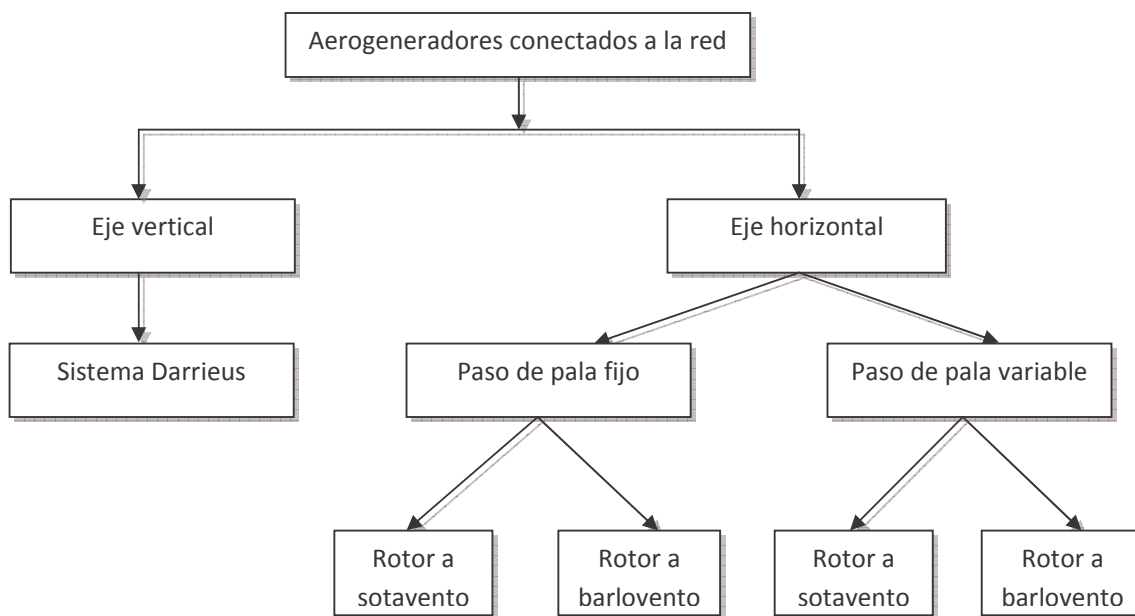 Aerogeneradores conectados a la red
Eje vertical
Eje horizontal
Sistema Darrieus
Paso de pala fijo
Paso de pala variable
Rotor a
sotavento
Rotor a
barlovento
Rotor a
sotavento
Rotor a
barlovento